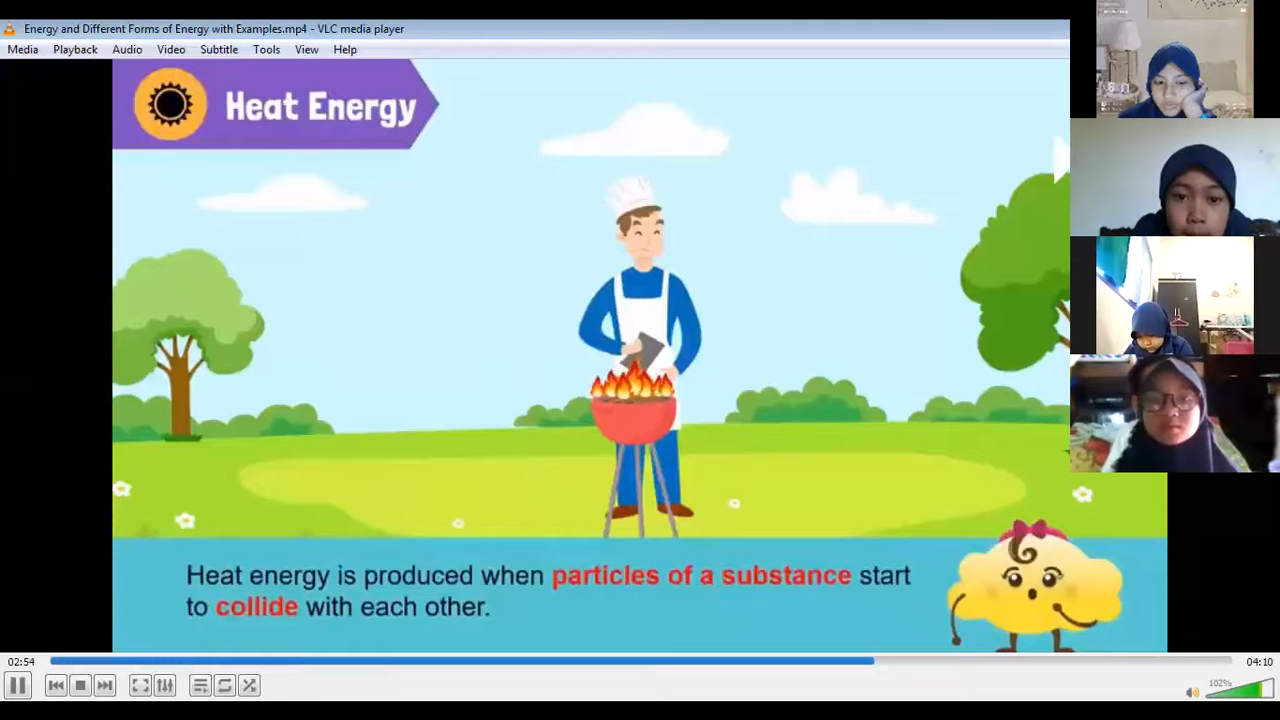 Energy and Different Forms of Energy with Examples.mp4 - VLC media player
Media Playback Audio Video Subtitle Tools View Help
Heat Energy
Heat energy is produced when particles of a substance start
to collide with each other.
02:54
04:10
102%